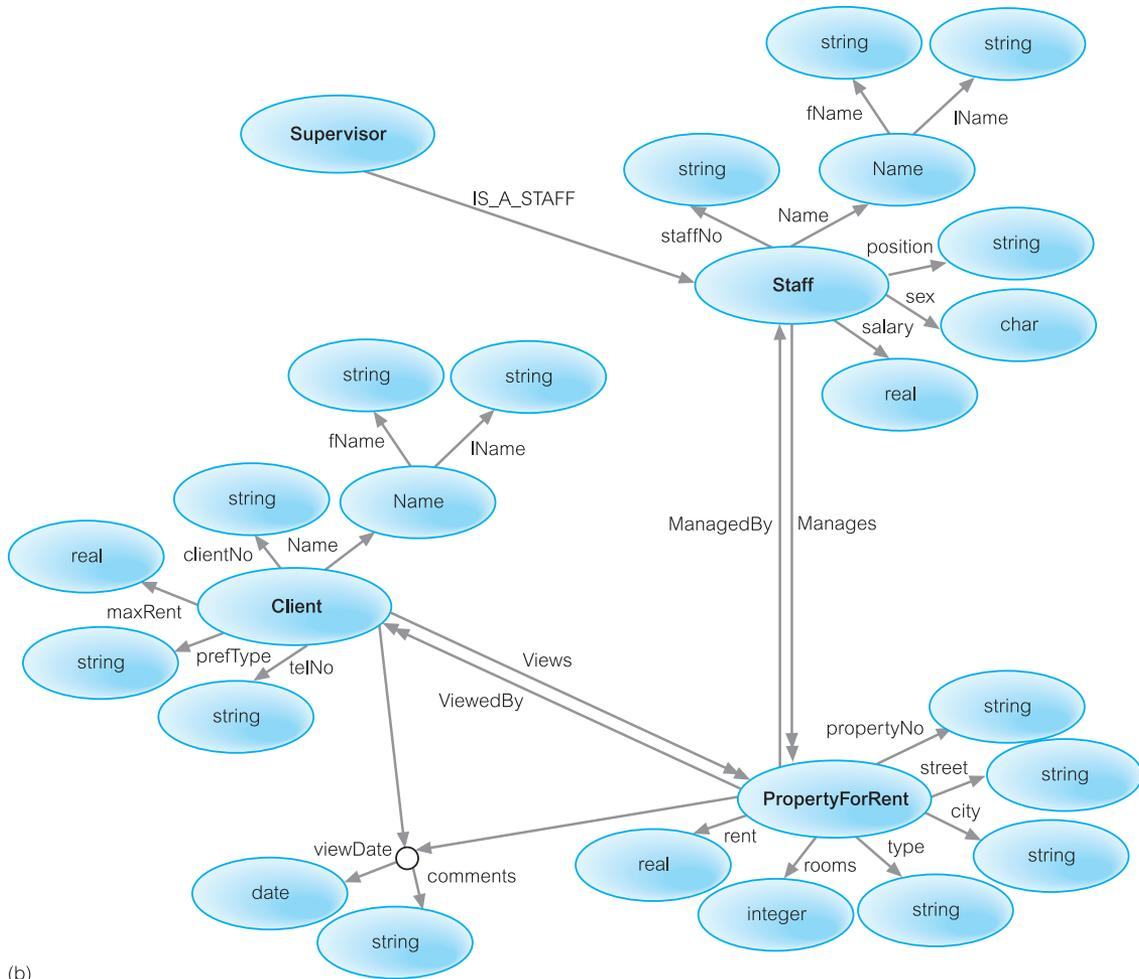 string
string
fName
lName
Supervisor
string
Name
IS_A_STAFF
staffNo
Name
position
string
Staff
sex
char
salary
real
string
string
fName
lName
string
Name
ManagedBy
Manages
real
clientNo
Name
Client
maxRent
string
prefType
telNo
string
Views
ViewedBy
string
propertyNo
street
string
PropertyForRent
city
string
rent
type
real
rooms
integer
string
viewDate
comments
date
string
(b)